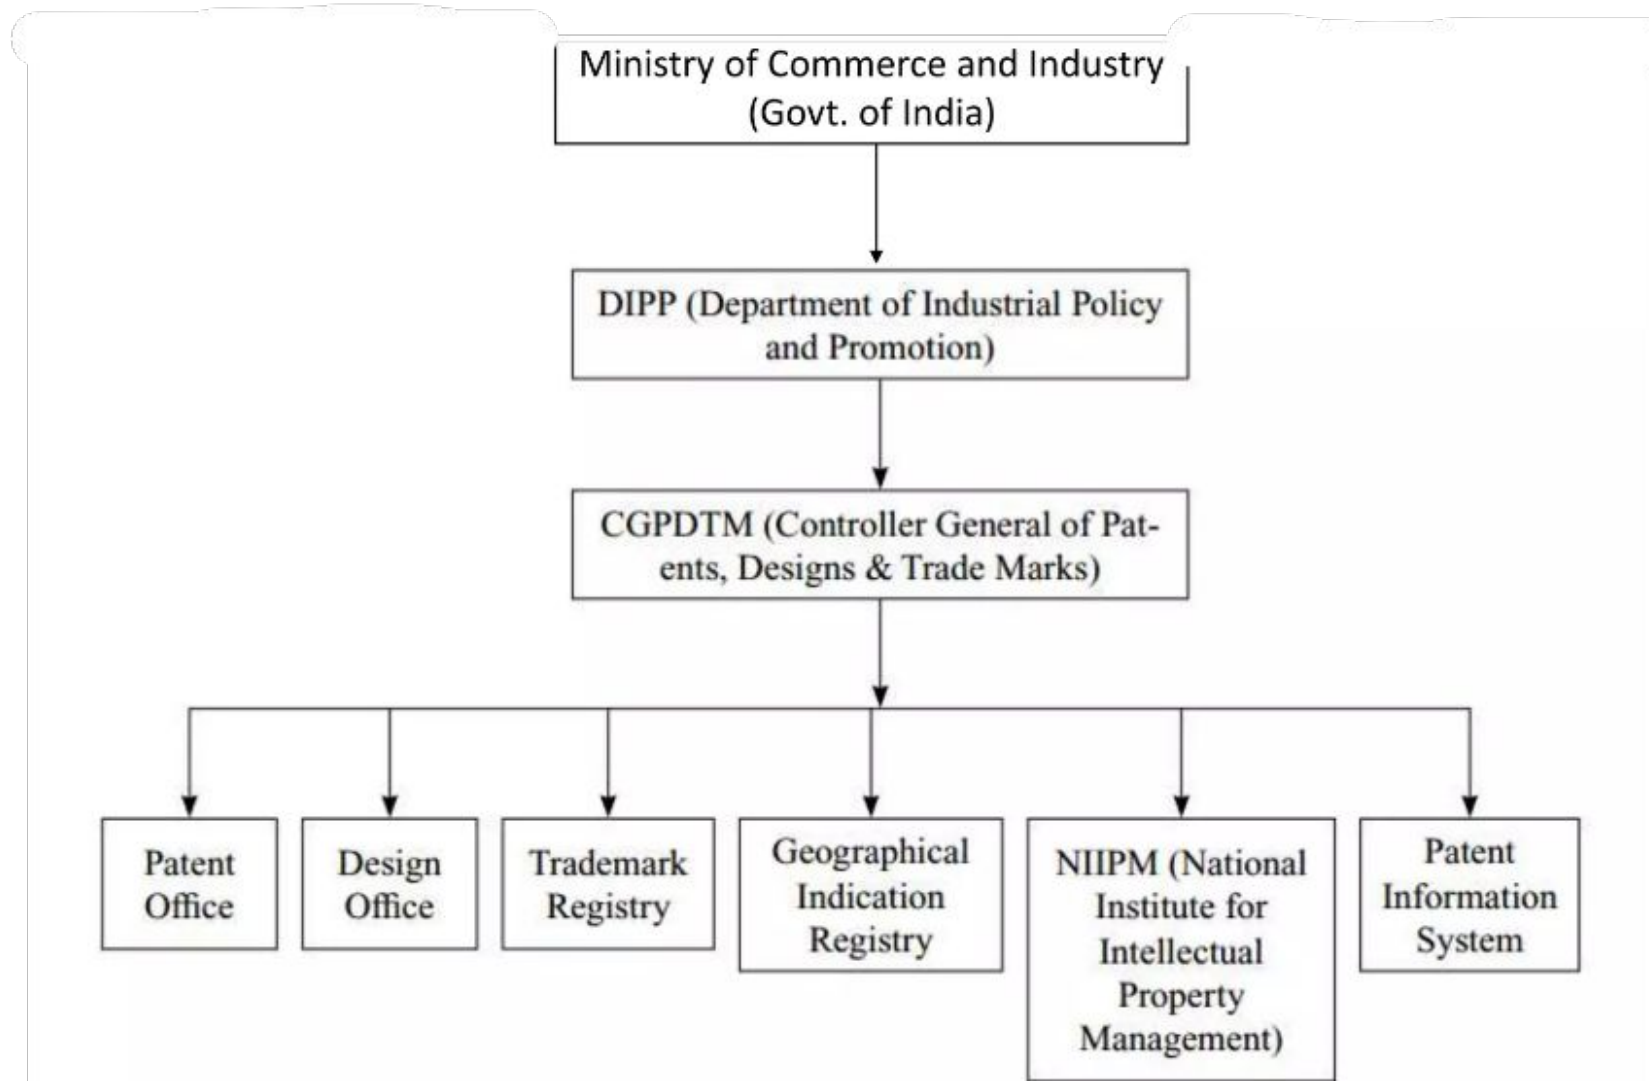 Ministry of Commerce and Industry
(Govt. of India)
DIPP (Department of Industrial Policy
and Promotion)
CGPDTM (Controller General of Pat-
ents, Designs & Trade Marks)
Patent
Office
Design
Office
Trademark
Registry
Geographical
Indication
Registry
NIIPM (National
Institute for
Intellectual
Property
Management)
Patent
Information
System